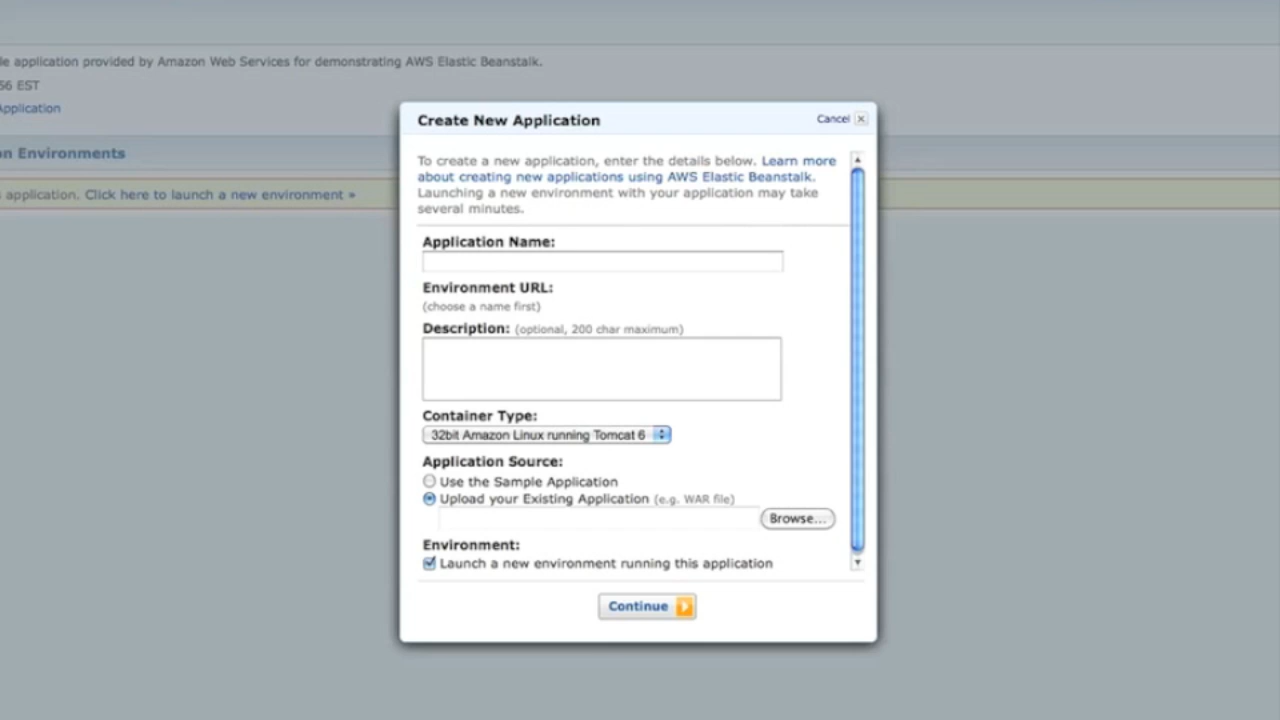 application provided by Amazon Web Services for demonstrating AWS Elastic Beanstalk.
56 EST
Application
Environments
application. Click here to launch a new environment »
Create New Application
Cancel
To create a new application, enter the details below. Learn more
about creating new applications using AWS Elastic Beanstalk.
Launching a new environment with your application may take
several minutes.
Application Name:
Environment URL:
(choose a name first)
Description: (optional, 200 char maximum)
Container Type:
32bit Amazon Linux running Tomcat 6
Application Source:
Use the Sample Application
Upload your Existing Application (e.g. WAR file)
Browse...
Environment:
Launch a new environment running this application
Continue